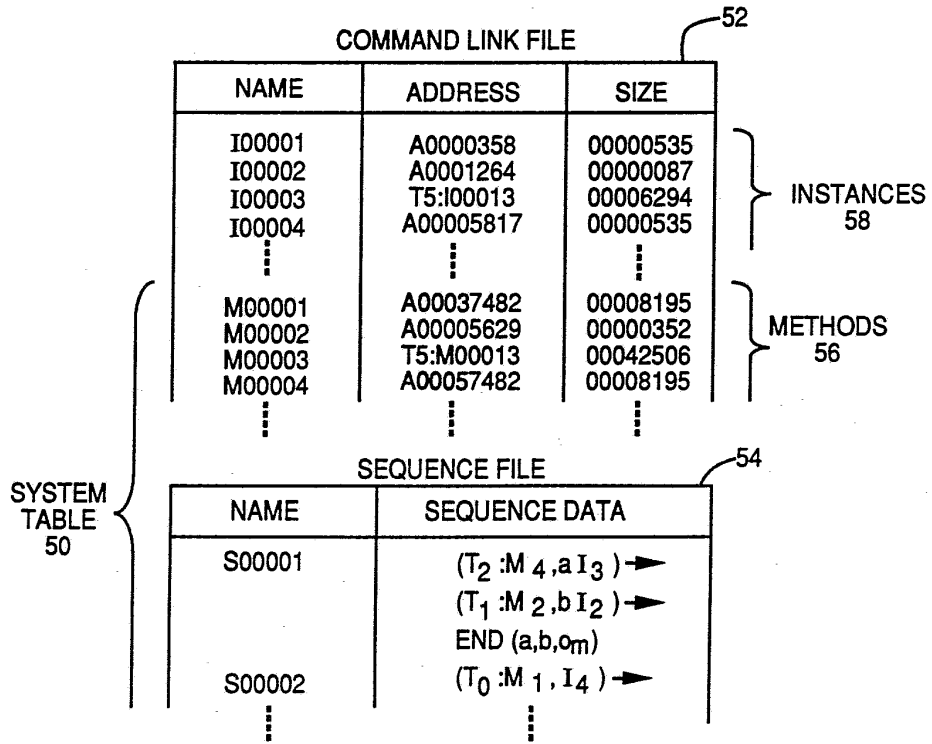 52
COMMAND LINK FILE
NAME ADDRESS SIZE
I00001 A0000358 00000535
I00002 A0001264 00000087
I00003 T5:I00013 00006294
I00004 A00005817 00000535
INSTANCES
58
M00001 A00037482 00008195
M00002 A00005629 00000352
M00003 T5:M00013 00042506
M00004 A00057482 00008195
METHODS
56
SYSTEM
TABLE
50
54
SEQUENCE FILE
NAME SEQUENCE DATA
S00001 (T2 :M 4,a I3 )
(T1 :M 2,b I2 )
END (a,b,om)
S00002 (T0 :M 1, I4 )